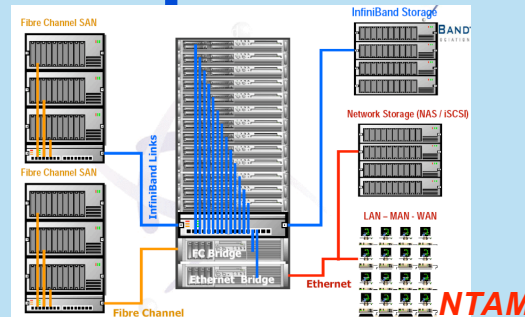 Fibre Channel SAN
InfiniBand Storage
BAND
Network Storage (NAS / iSCSI)
InfiniBand Links
Fibre Channel SAN
LAN – MAN - WAN
FC Bridge
Ethernet Bridge
Ethernet
Fibre Channel
NTAM